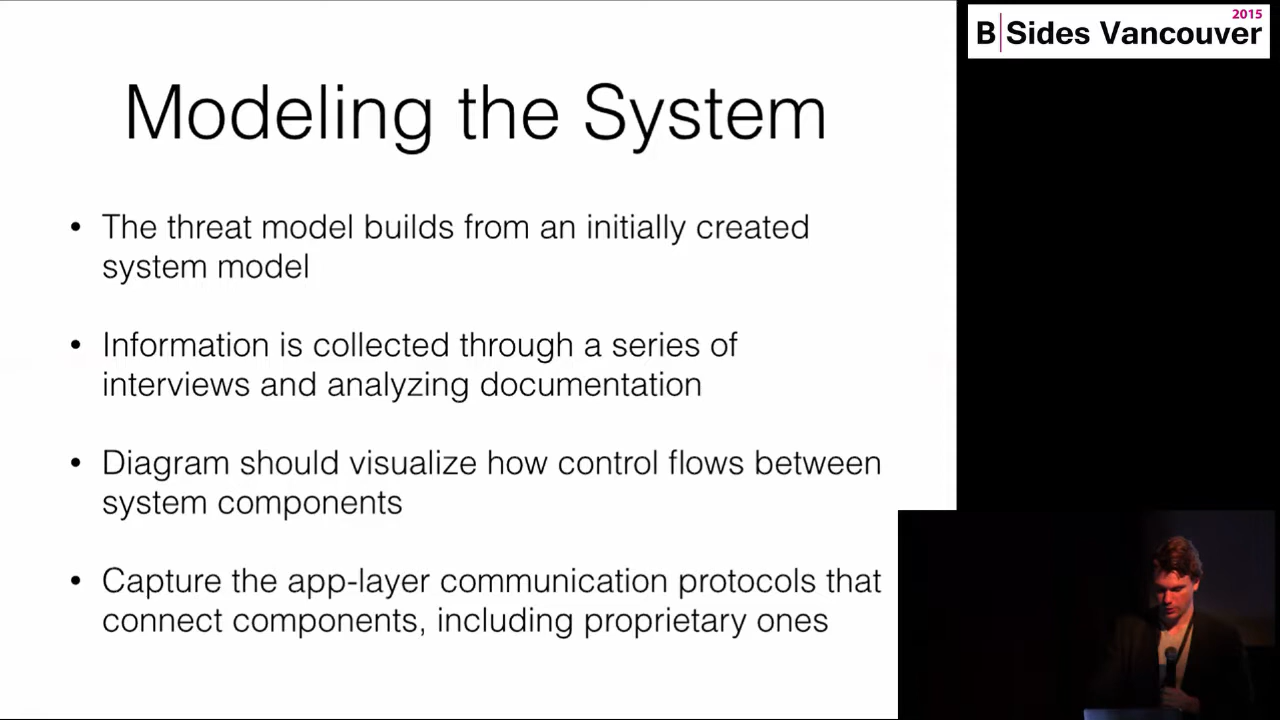 Modeling the System
• The threat model builds from an initially created
system model
• Information is collected through a series of
interviews and analyzing documentation
• Diagram should visualize how control flows between
system components
• Capture the app-layer communication protocols that
connect components, including proprietary ones
2015
B Sides Vancouver